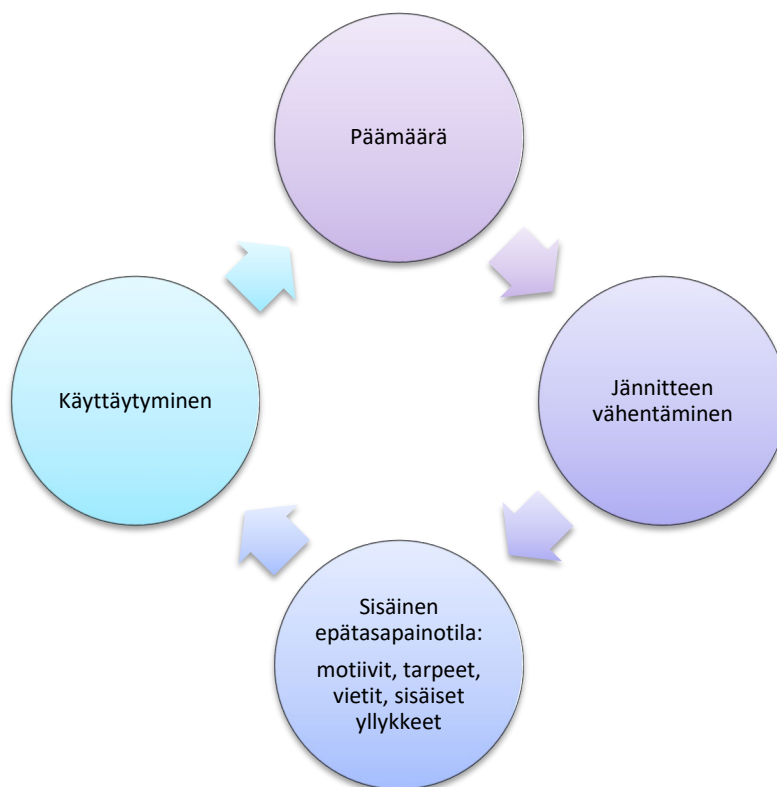 Päämäärä
Jännitteen
vähentäminen
Sisäinen
epätasapainotila:
motiivit, tarpeet,
vietit, sisäiset
yllykkeet
Käyttäytyminen